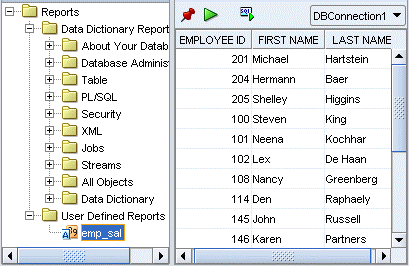 Reports
Data Dictionary Report
About Your Datab
Database Adminis
Table
PL/SQL
Security
XML
Jobs
Streams
All Objects
Data Dictionary
User Defined Reports
emp_sal
SQL
DBConnection1
EMPLOYEE ID FIRST NAME LAST NAME
201 Michael Hartstein
204 Hermann Baer
205 Shelley Higgins
100 Steven King
101 Neena Kochhar
102 Lex De Haan
108 Nancy Greenberg
114 Den Raphaely
145 John Russell
146 Karen Partners